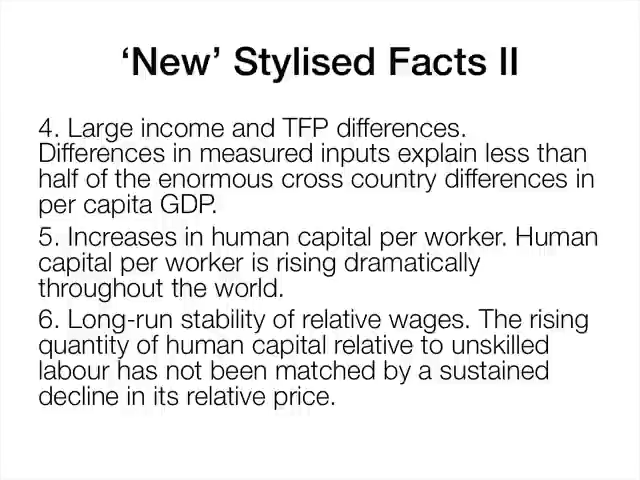 ‘New’ Stylised Facts II
4. Large income and TFP differences.
Differences in measured inputs explain less than
half of the enormous cross country differences in
per capita GDP.
5. Increases in human capital per worker. Human
capital per worker is rising dramatically
throughout the world.
6. Long-run stability of relative wages. The rising
quantity of human capital relative to unskilled
labour has not been matched by a sustained
decline in its relative price.